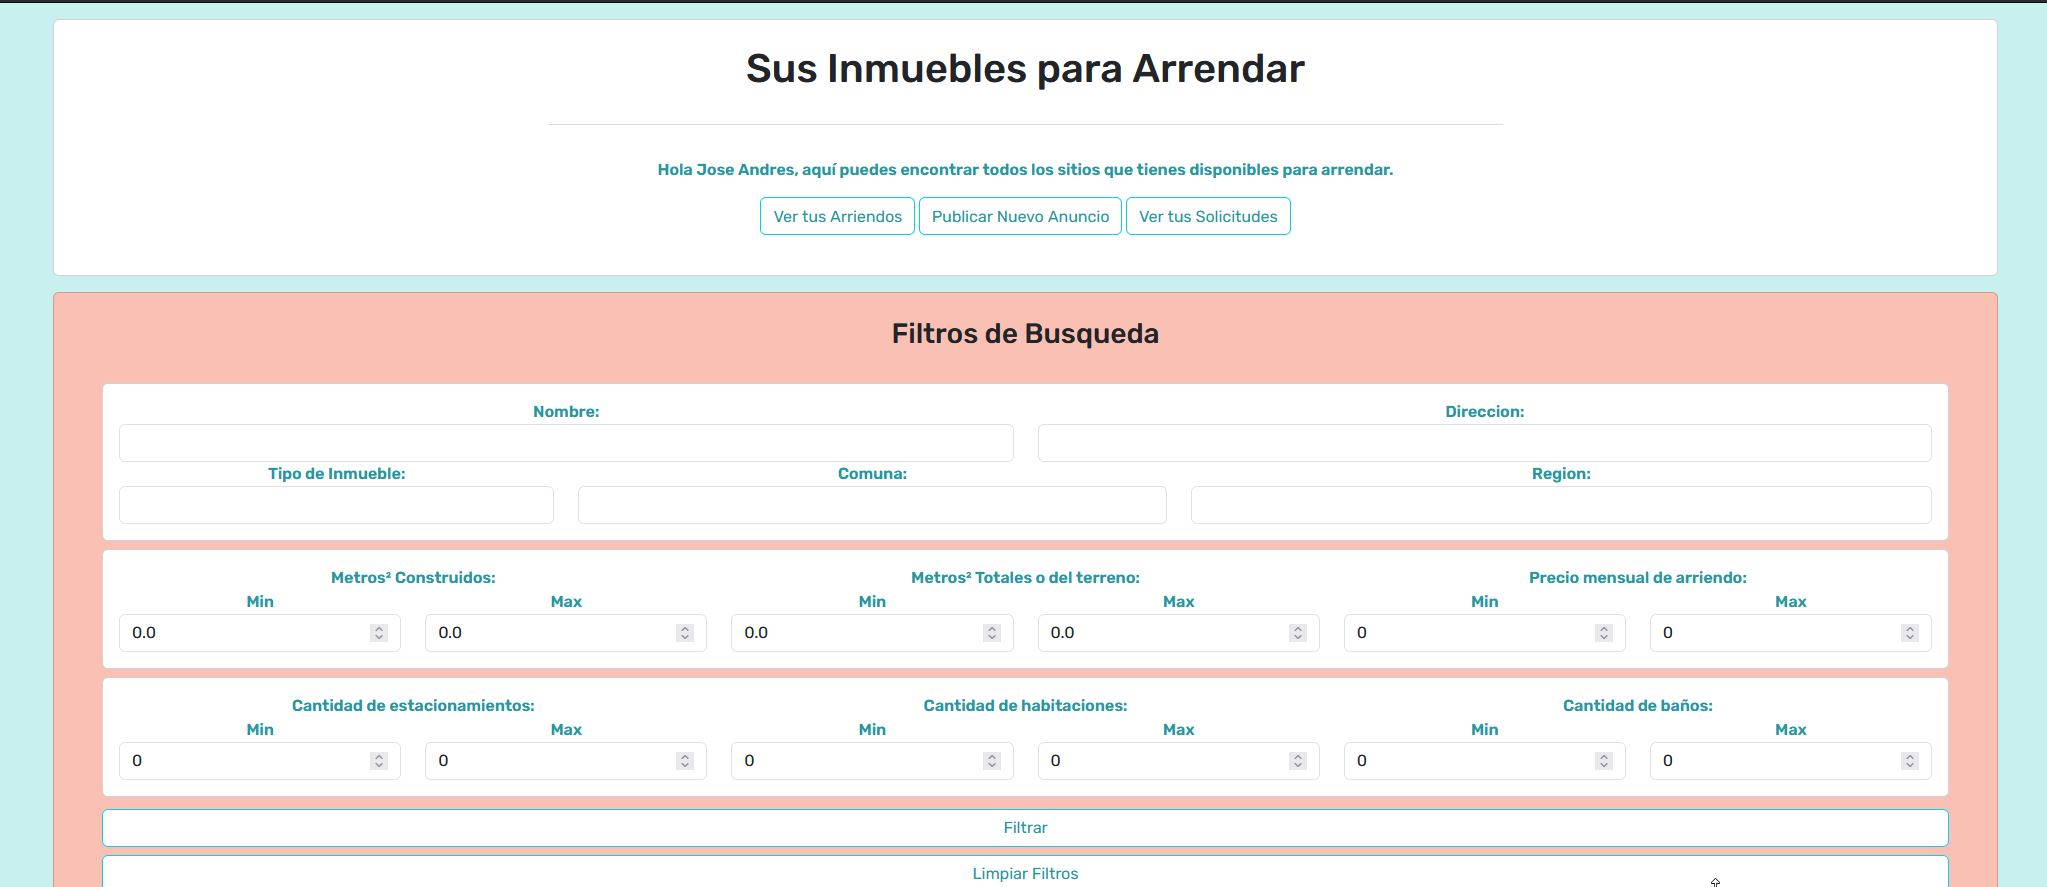 Sus Inmuebles para Arrendar
Hola Jose Andres, aquí puedes encontrar todos los sitios que tienes disponibles para arrendar.
Ver tus Arriendos Publicar Nuevo Anuncio Ver tus Solicitudes
Filtros de Busqueda
Nombre: Direccion:
Tipo de Inmueble: Comuna: Region:
Metros² Construidos: Metros² Totales o del terreno: Precio mensual de arriendo:
Min Max Min Max Min Max
0.0 0.0 0.0 0.0 0 0
Cantidad de estacionamientos: Cantidad de habitaciones: Cantidad de baños:
Min Max Min Max Min Max
0 0 0 0 0 0
Filtrar
Limpiar Filtros